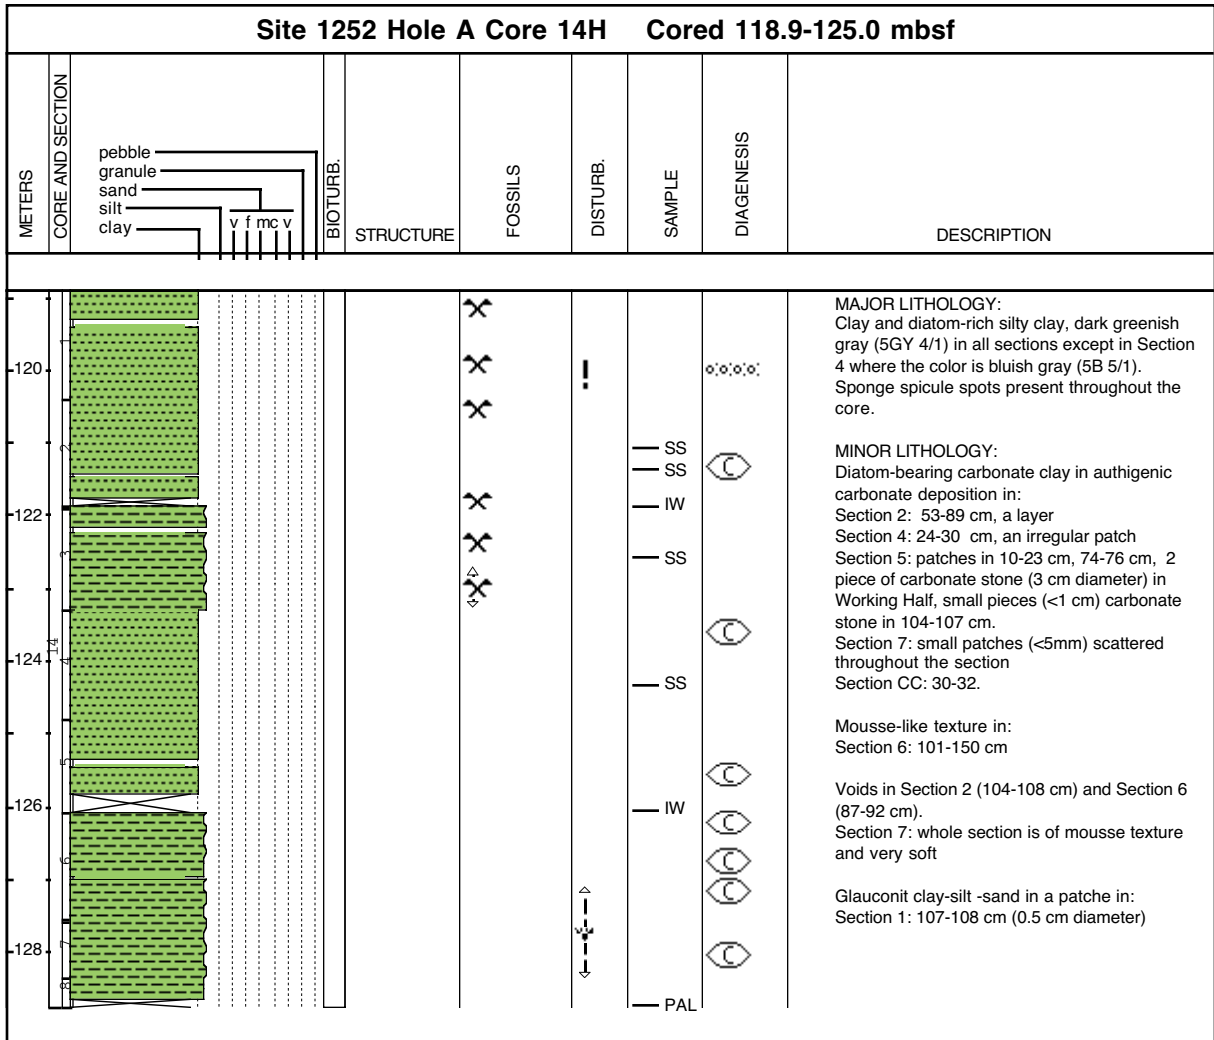 Site 1252 Hole A Core 14H Cored 118.9-125.0 mbsf
METERS
CORE AND SECTION
pebble
granule
sand
silt
clay
v f mc v
BIOTURB.
STRUCTURE
FOSSILS
DISTURB.
SAMPLE
DIAGENESIS
DESCRIPTION
MAJOR LITHOLOGY:
Clay and diatom-rich silty clay, dark greenish
gray (5GY 4/1) in all sections except in Section
4 where the color is bluish gray (5B 5/1).
Sponge spicule spots present throughout the
core.
MINOR LITHOLOGY:
Diatom-bearing carbonate clay in authigenic
carbonate deposition in:
Section 2: 53-89 cm, a layer
Section 4: 24-30 cm, an irregular patch
Section 5: patches in 10-23 cm, 74-76 cm, 2
piece of carbonate stone (3 cm diameter) in
Working Half, small pieces (<1 cm) carbonate
stone in 104-107 cm.
Section 7: small patches (<5mm) scattered
throughout the section
Section CC: 30-32.
Mousse-like texture in:
Section 6: 101-150 cm
Voids in Section 2 (104-108 cm) and Section 6
(87-92 cm).
Section 7: whole section is of mousse texture
and very soft
Glauconit clay-silt -sand in a patche in:
Section 1: 107-108 cm (0.5 cm diameter)
120
122
124
126
128
14
1
2
3
4
5
6
7
8
!
SS
SS
IW
SS
SS
IW
PAL
C
C
C
C
C
C
C